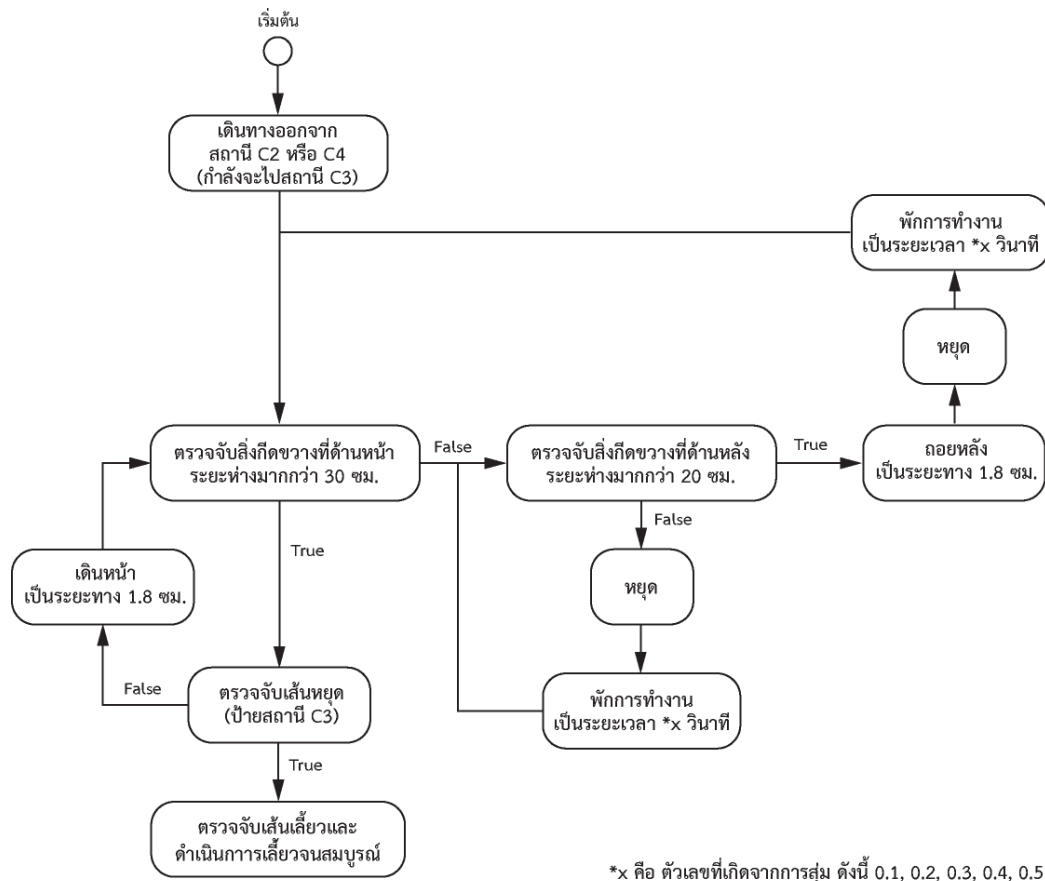 เริ่มต้น
เดินทางออกจาก
สถานี C2 หรือ C4
(กำลังจะไปสถานี C3)
พักการทำงาน
เป็นระยะเวลา *x วินาที
หยุด
ตรวจจับสิ่งกีดขวางที่ด้านหน้า
ระยะห่างมากกว่า 30 ซม.
False
ตรวจจับสิ่งกีดขวางที่ด้านหลัง
ระยะห่างมากกว่า 20 ซม.
True
ถอยหลัง
เป็นระยะทาง 1.8 ซม.
False
True
เดินหน้า
เป็นระยะทาง 1.8 ซม.
หยุด
False
ตรวจจับเส้นหยุด
(ป้ายสถานี C3)
พักการทำงาน
เป็นระยะเวลา *x วินาที
True
ตรวจจับเส้นเลี้ยวและ
ดำเนินกาารเลี้ยวจนสมบูรณ์
*x คือ ตัวเลขที่เกิดจากการสุ่ม ดังนี้ 0.1, 0.2, 0.3, 0.4, 0.5